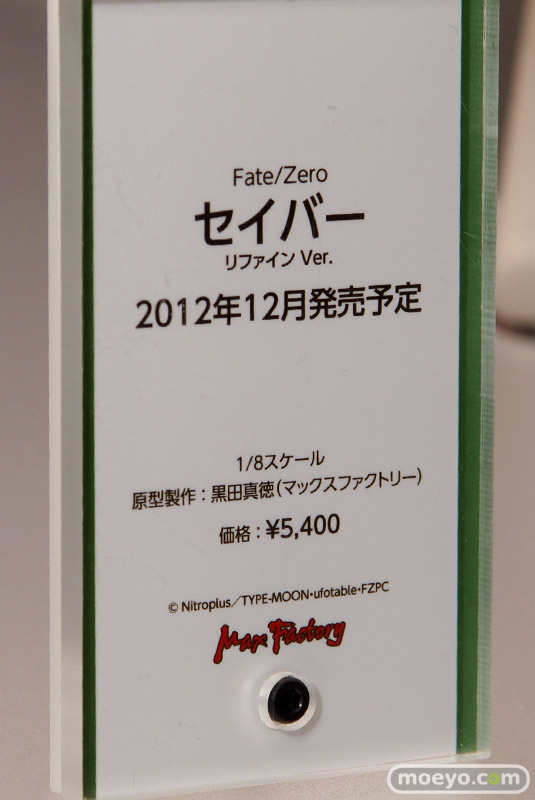 Fate/Zero
セイバー
リファイン Ver.
2012年12月発売予定
1/8スケール
原型製作：黒田真徳（マックスファクトリー）
価格：¥5,400
© Nitroplus／TYPE-MOON・ufotable・FZPC
Max Factory
moeyo.com